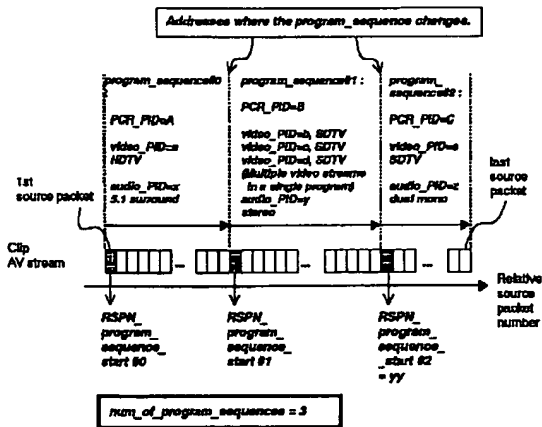 Addresses where the program_sequence changes.
program_sequence#0
:
PCR_PID=A
video_PID=a
HDTV
audio_PID=x
5.1 surround
program_sequence#1 :
PCR_PID=B
video_PID=b, SDTV
video_PID=c, SDTV
video_PID=d, SDTV
(Multiple video streams
in a single program)
audio_PID=y
stereo
program_
sequence#2 :
PCR_PID=C
video_PID=e
SDTV
audio_PID=z
dual mono
1st
source packet
last
source
packet
Clip
AV stream
... ... ... ...
Relative
source
packet
number
RSPN_
program_
sequence_
start #0
RSPN_
program_
sequence_
start #1
RSPN_
program_
sequence_
_start #2
= yy
num_of_program_sequences = 3